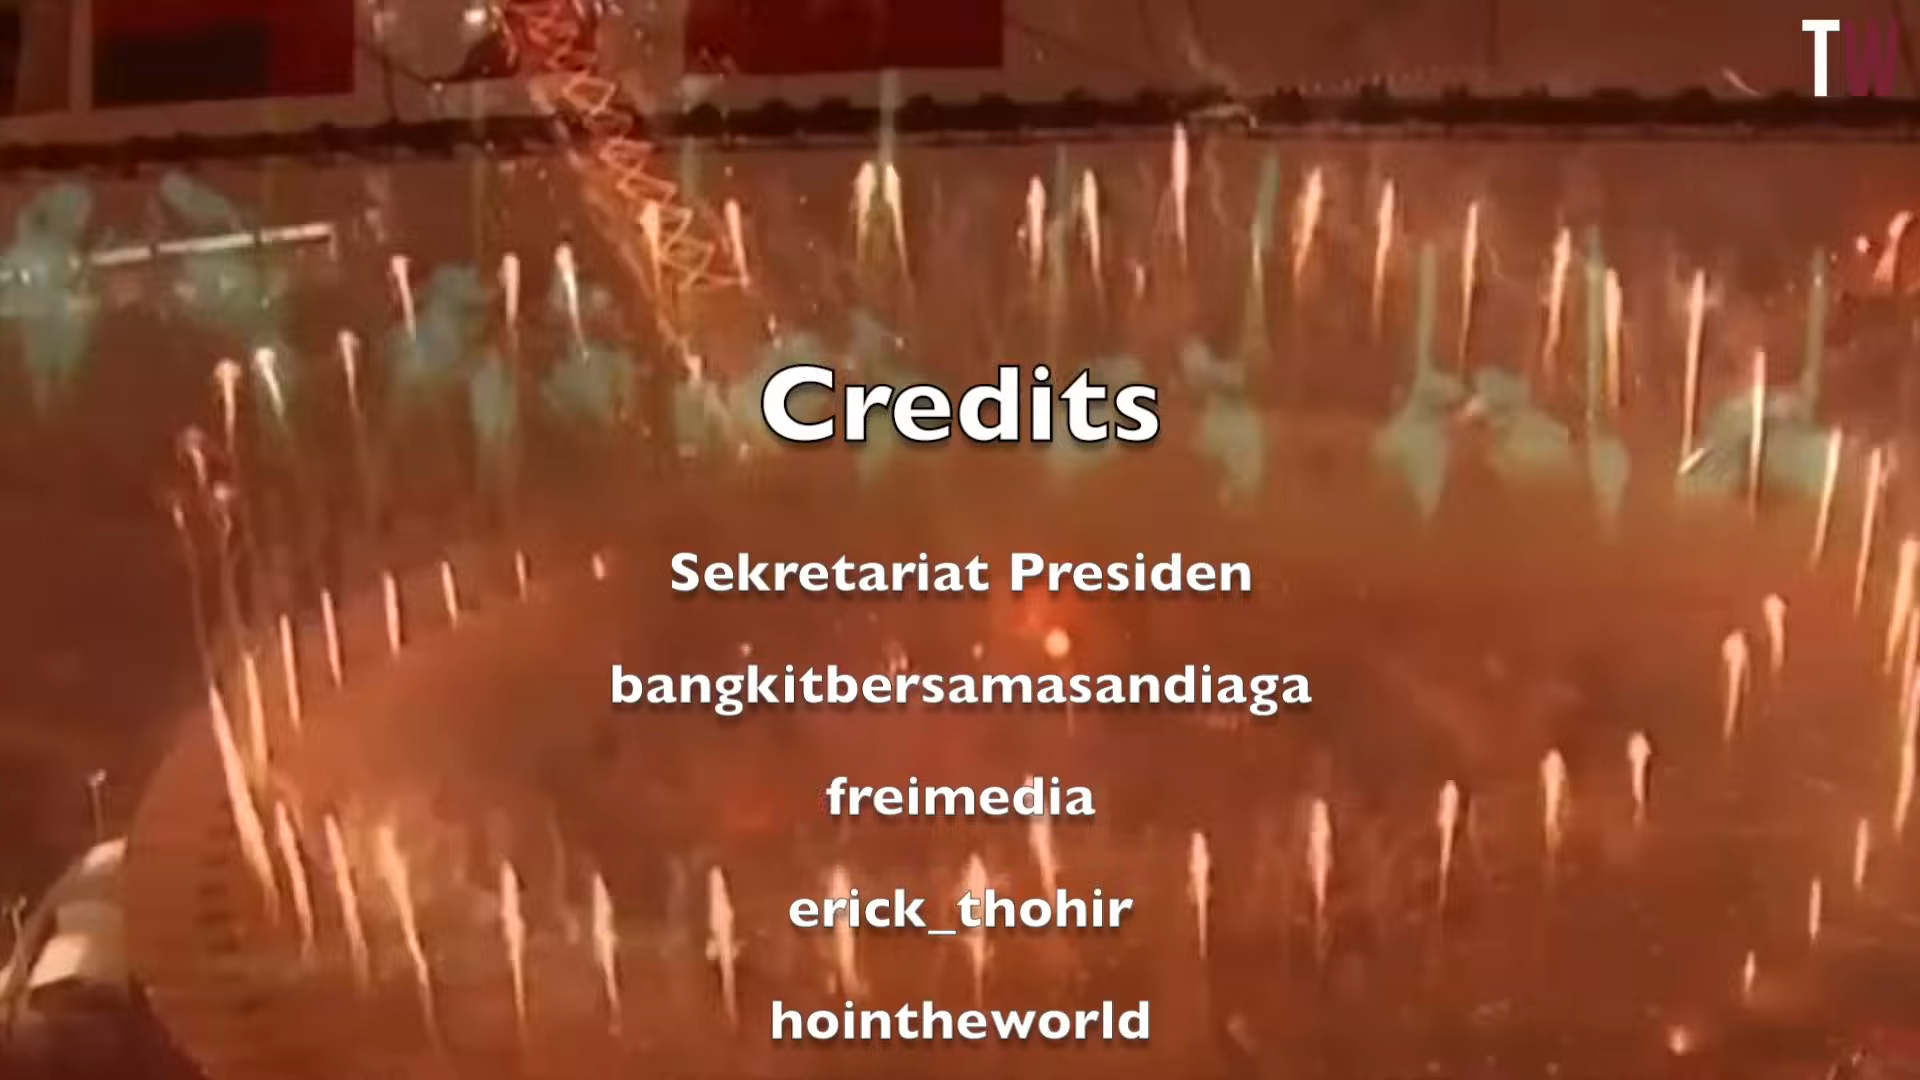 TW
Credits
Sekretariat Presiden
bangkitbersamasandiaga
freimedia
erick_thohir
hointheworld